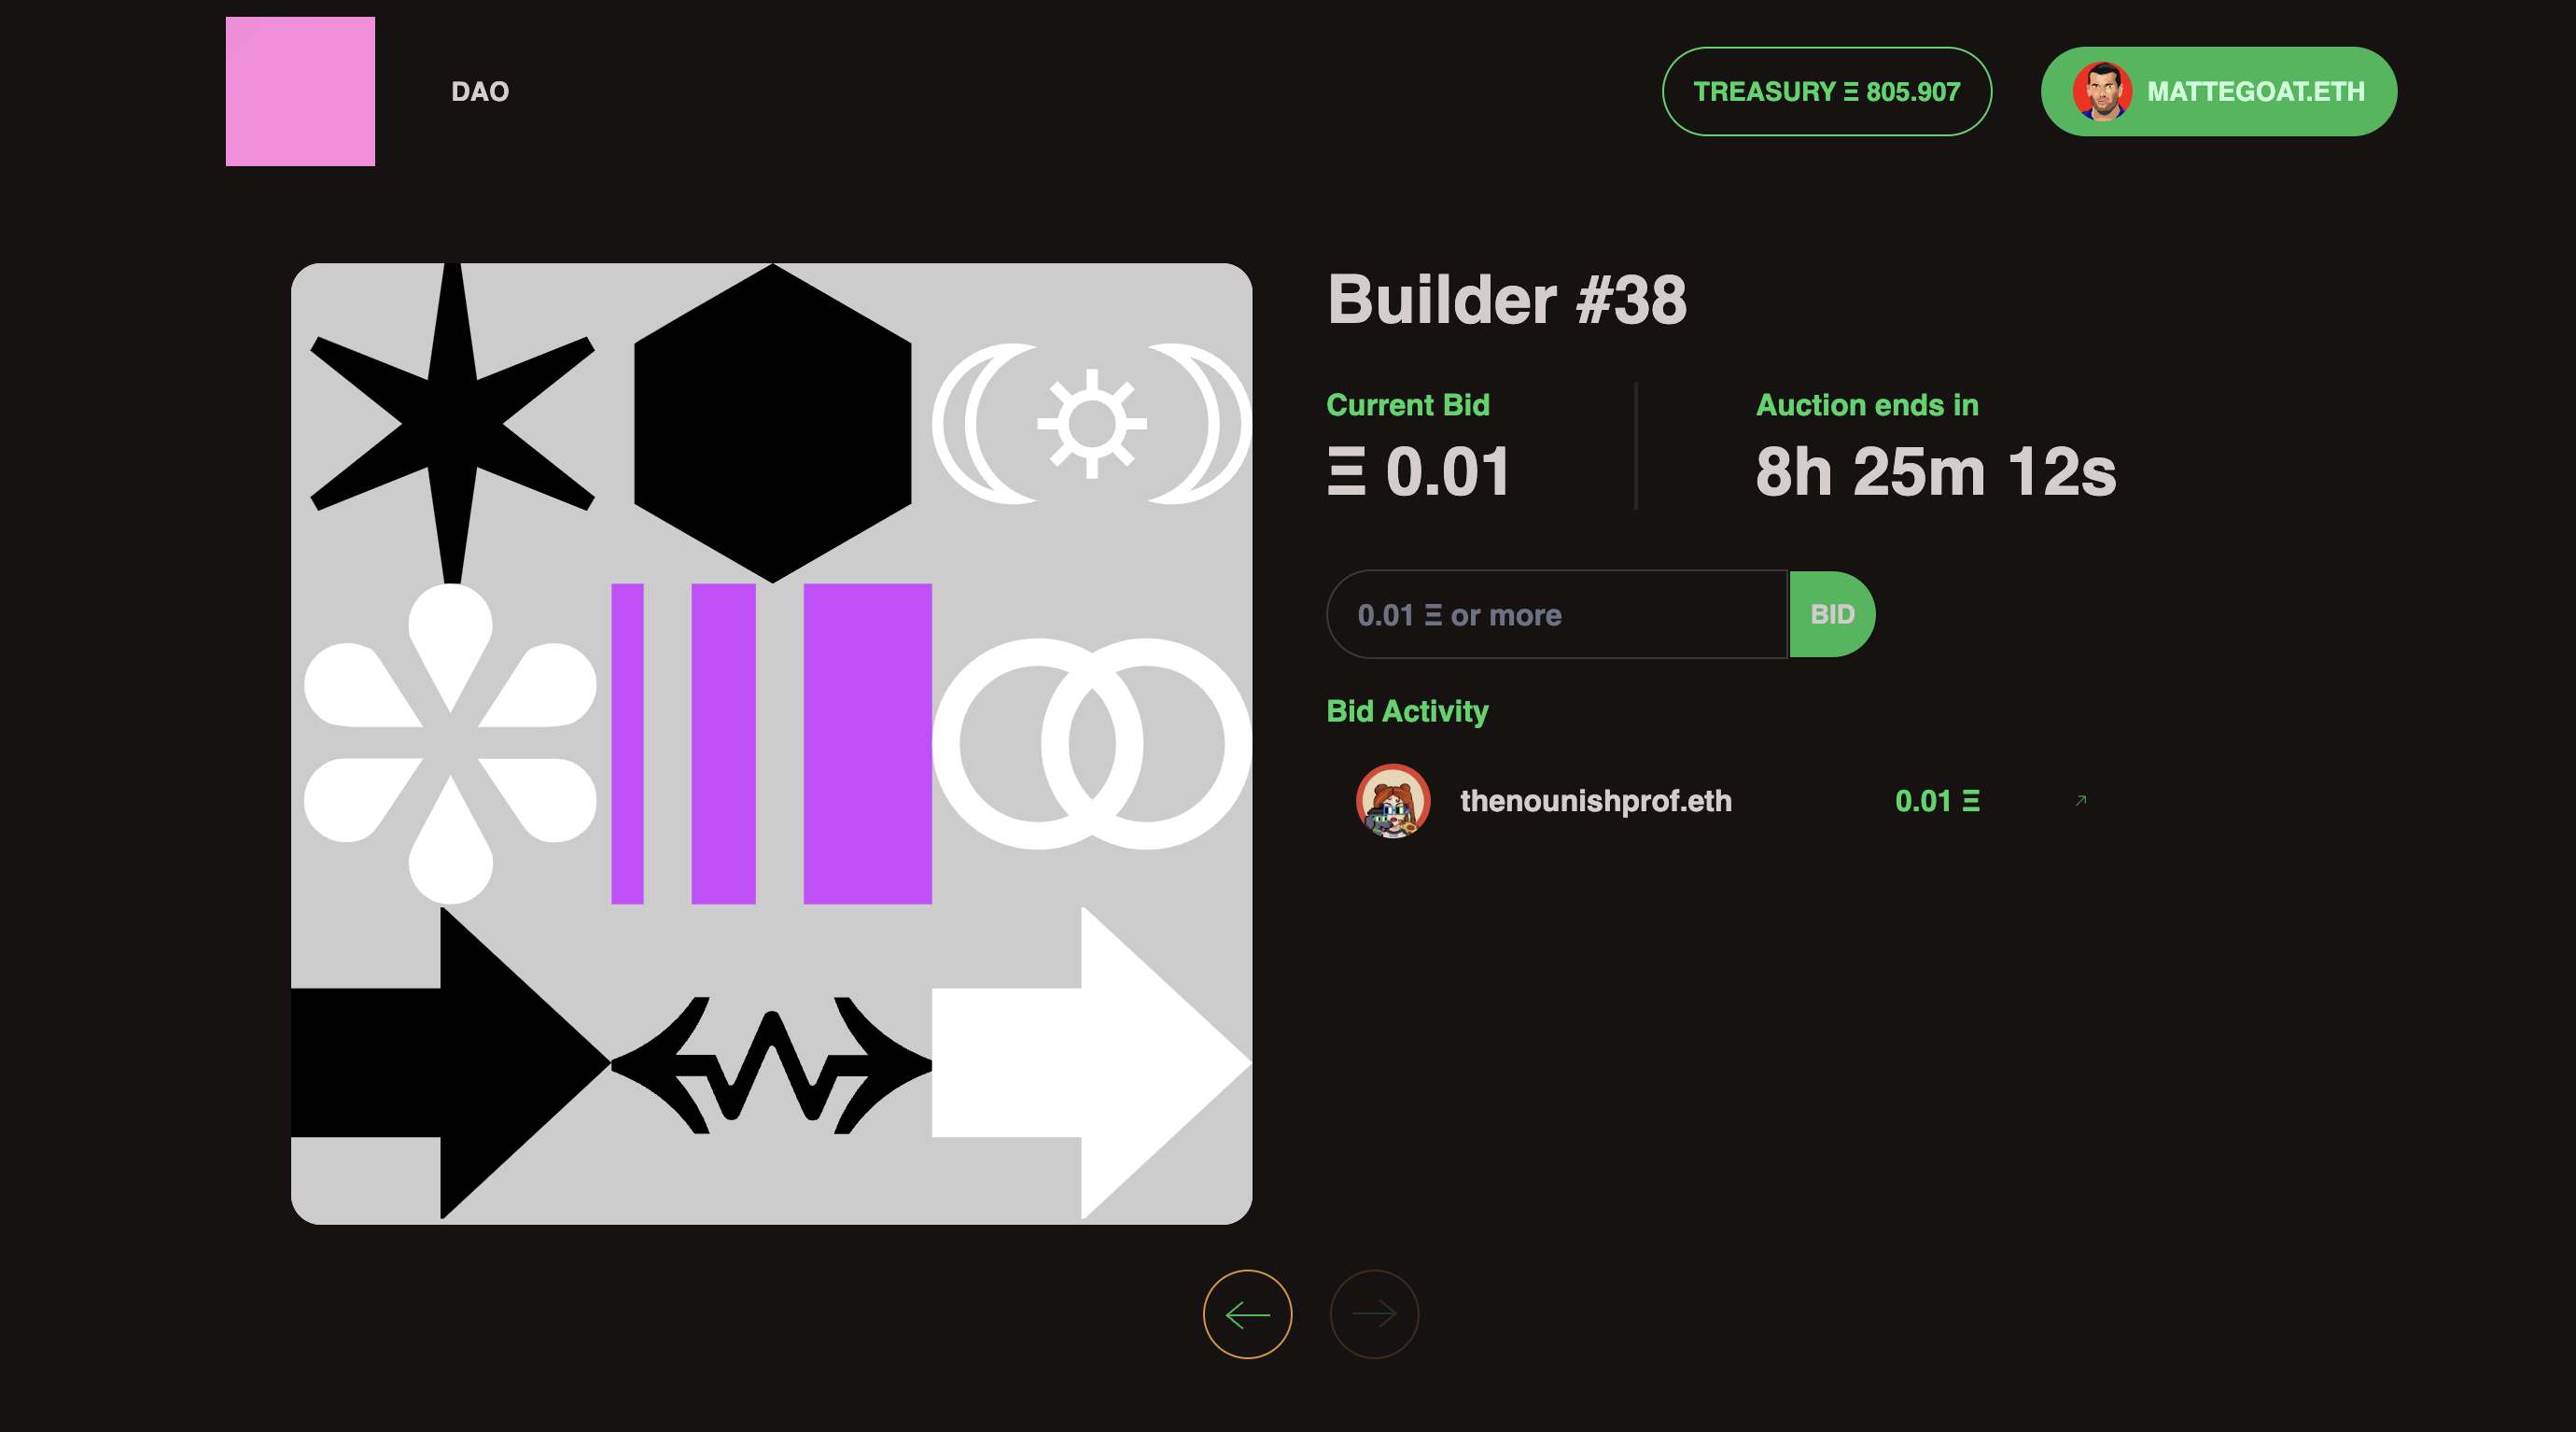 DAO
TREASURY Ξ 805.907
MATTEGOAT.ETH
Builder #38
Current Bid
Ξ 0.01
Auction ends in
8h 25m 12s
0.01 Ξ or more
BID
Bid Activity
thenounishprof.eth
0.01 Ξ